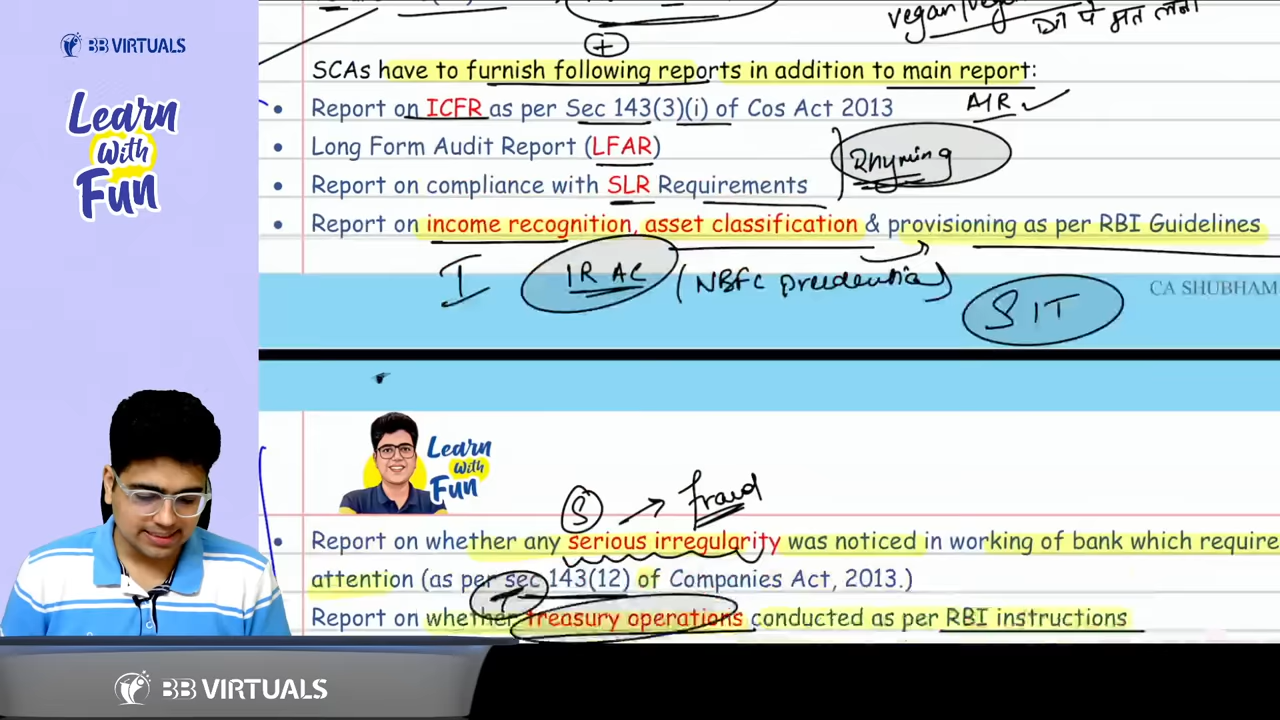 BB VIRTUALS
Learn
With
Fun
vegan/vegan
पे मत लेना
+
SCAs have to furnish following reports in addition to main report:
• Report on ICFR as per Sec 143(3)(i) of Cos Act 2013
AIR ✓
• Long Form Audit Report (LFAR)
Rhyming
• Report on compliance with SLR Requirements
• Report on income recognition, asset classification & provisioning as per RBI Guidelines
I
IRAC
(NBFC prudential)
SIT
CA SHUBHAM
Learn
With
Fun
S → fraud
• Report on whether any serious irregularity was noticed in working of bank which require
attention (as per sec 143(12) of Companies Act, 2013.)
T
Report on whether treasury operations conducted as per RBI instructions
BB VIRTUALS